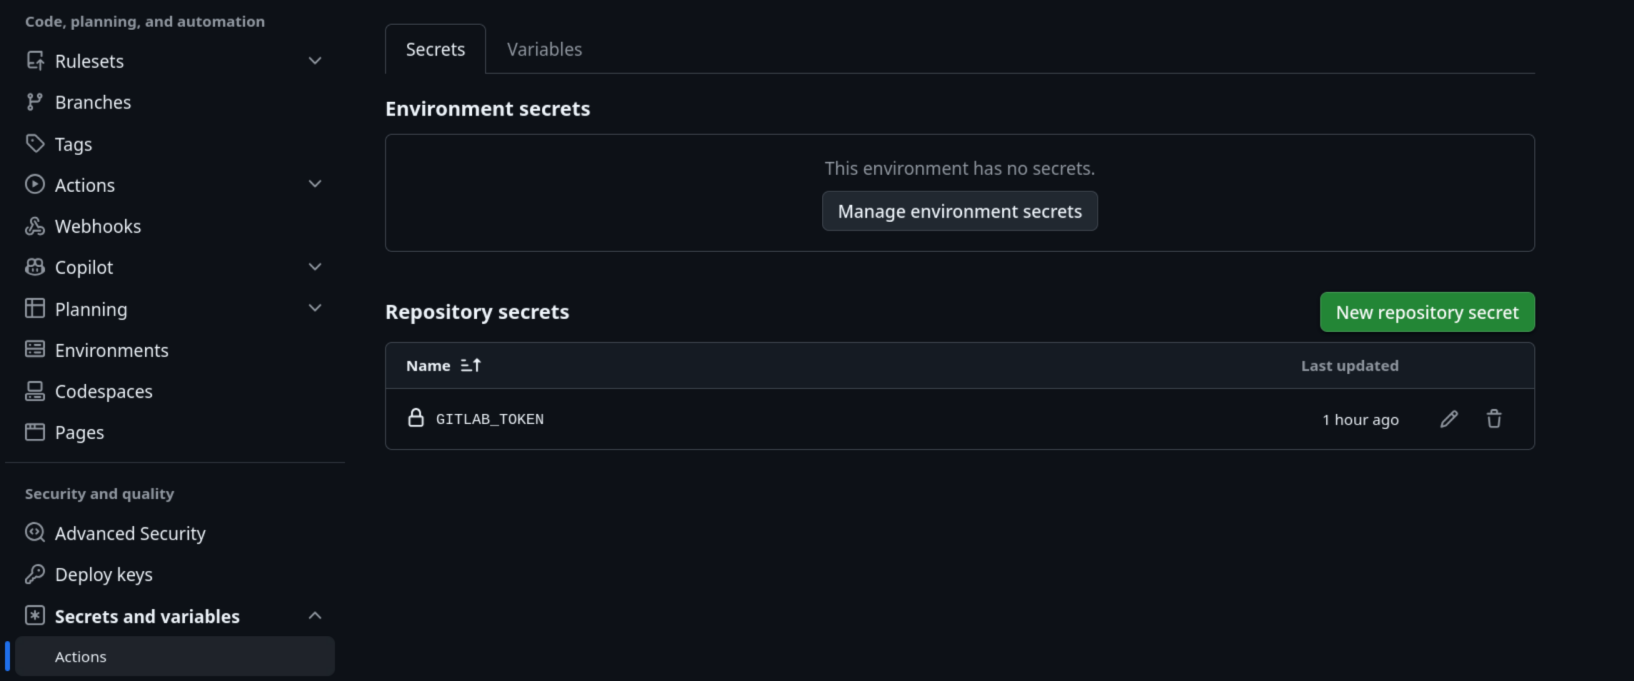 Code, planning, and automation
Rulesets
Branches
Tags
Actions
Webhooks
Copilot
Planning
Environments
Codespaces
Pages
Security and quality
Advanced Security
Deploy keys
Secrets and variables
Actions
Secrets Variables
Environment secrets
This environment has no secrets.
Manage environment secrets
Repository secrets New repository secret
Name Last updated
GITLAB_TOKEN 1 hour ago